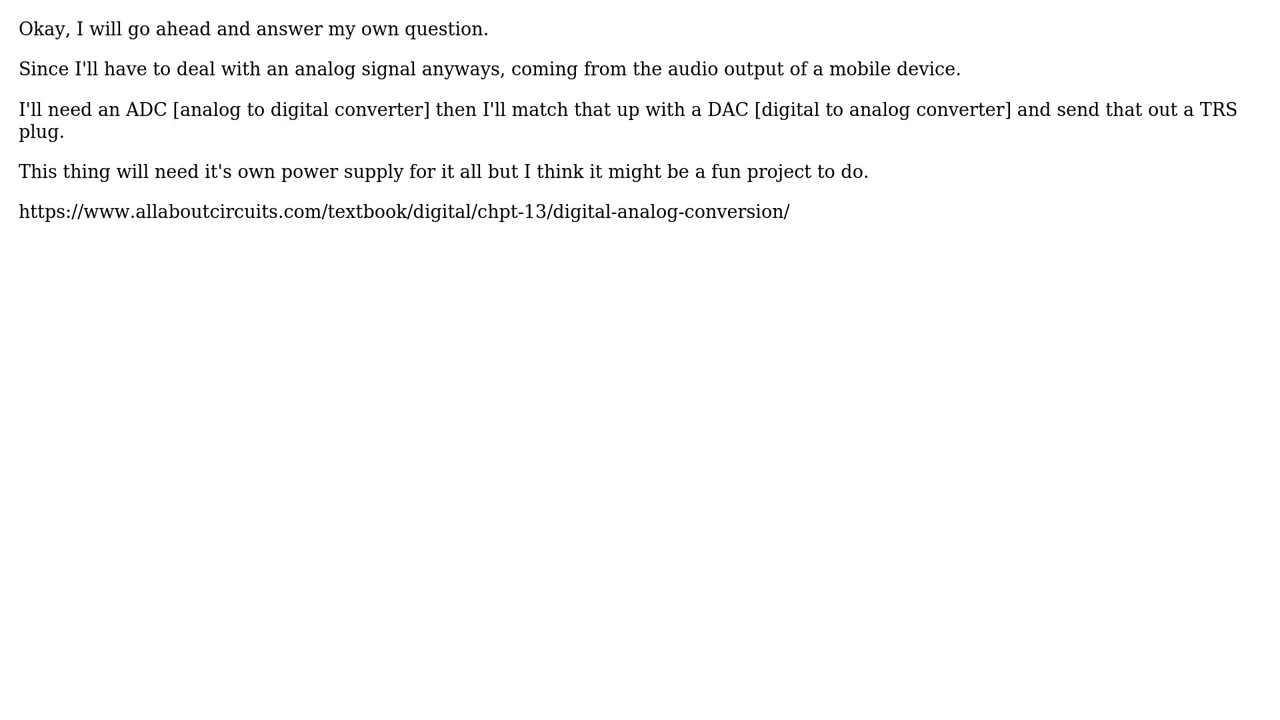 Okay, I will go ahead and answer my own question.
Since I'll have to deal with an analog signal anyways, coming from the audio output of a mobile device.
I'll need an ADC [analog to digital converter] then I'll match that up with a DAC [digital to analog converter] and send that out a TRS
plug.
This thing will need it's own power supply for it all but I think it might be a fun project to do.
https://www.allaboutcircuits.com/textbook/digital/chpt-13/digital-analog-conversion/